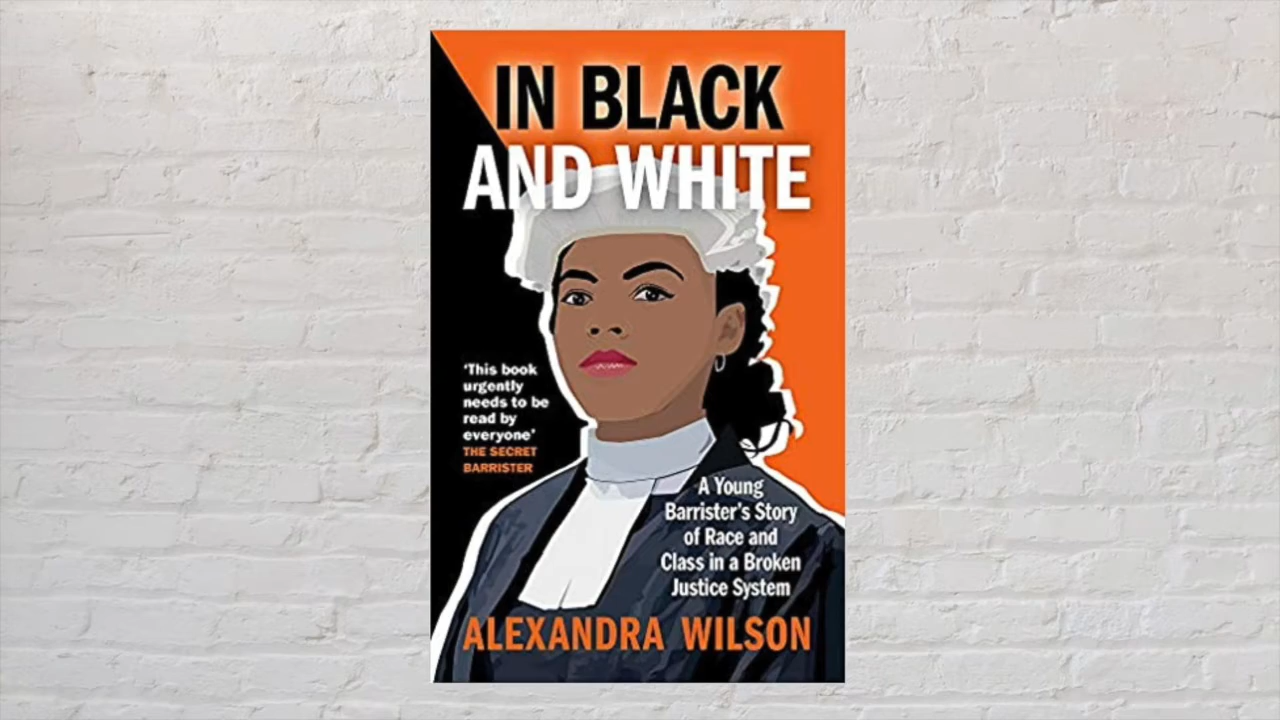 IN BLACK
AND WHITE
'This book
urgently
needs to be
read by
everyone'
THE SECRET
BARRISTER
A Young
Barrister's Story
of Race and
Class in a Broken
Justice System
ALEXANDRA WILSON